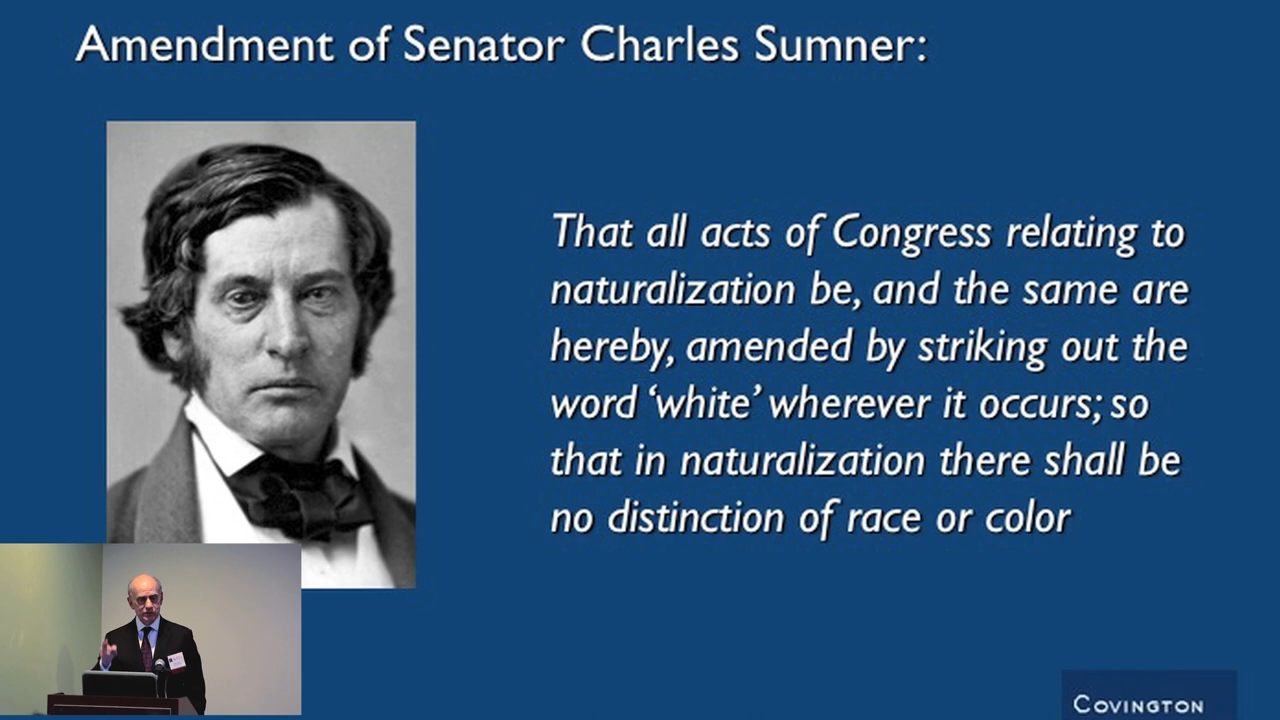 Amendment of Senator Charles Sumner:
That all acts of Congress relating to
naturalization be, and the same are
hereby, amended by striking out the
word ‘white’ wherever it occurs; so
that in naturalization there shall be
no distinction of race or color
COVINGTON